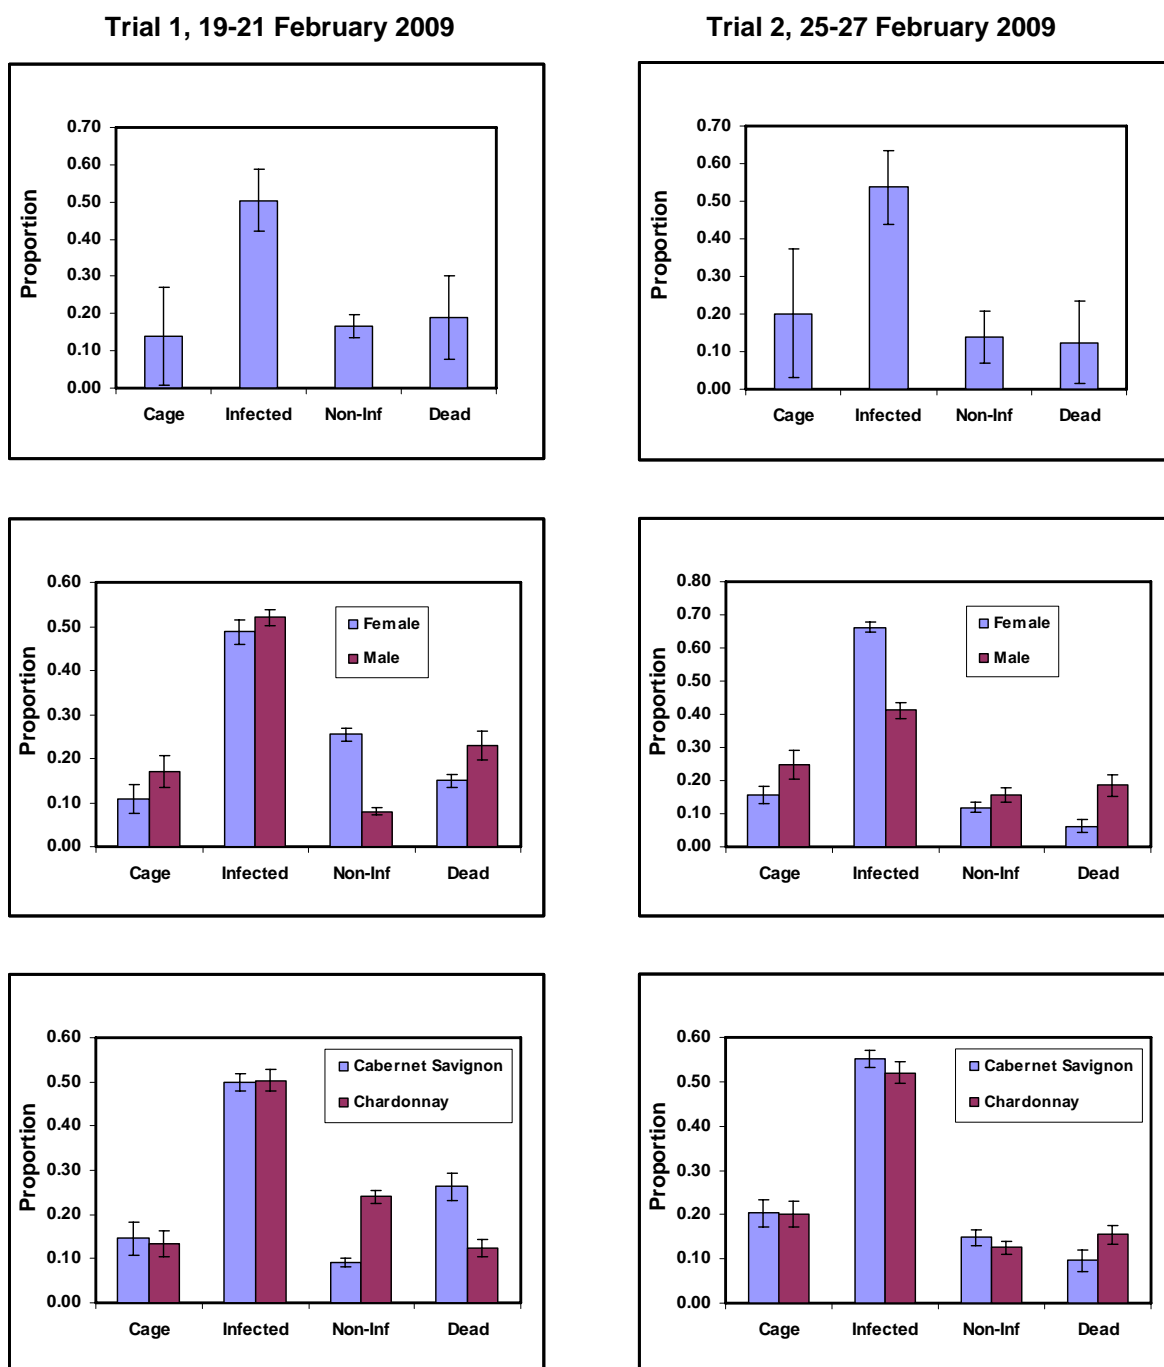 Trial 1, 19-21 February 2009
Trial 2, 25-27 February 2009
Proportion
0.70
0.60
0.50
0.40
0.30
0.20
0.10
0.00
Cage Infected Non-Inf Dead
Proportion
0.70
0.60
0.50
0.40
0.30
0.20
0.10
0.00
Cage Infected Non-Inf Dead
Proportion
0.60
0.50
0.40
0.30
0.20
0.10
0.00
Female
Male
Cage Infected Non-Inf Dead
Proportion
0.80
0.70
0.60
0.50
0.40
0.30
0.20
0.10
0.00
Female
Male
Cage Infected Non-Inf Dead
Proportion
0.60
0.50
0.40
0.30
0.20
0.10
0.00
Cabernet Savignon
Chardonnay
Cage Infected Non-Inf Dead
Proportion
0.60
0.50
0.40
0.30
0.20
0.10
0.00
Cabernet Savignon
Chardonnay
Cage Infected Non-Inf Dead